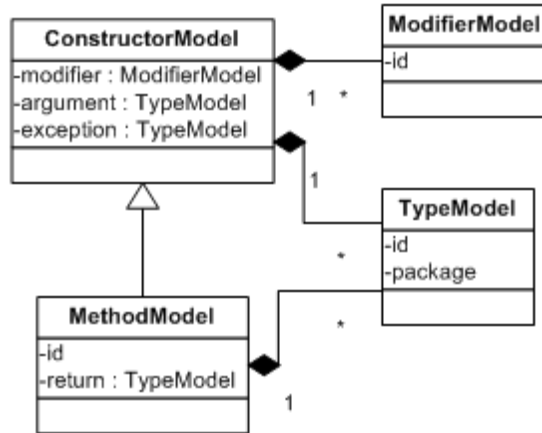 ConstructorModel
-modifier : ModifierModel
-argument : TypeModel
-exception : TypeModel
ModifierModel
-id
1 *
1
TypeModel
-id
-package
*
*
MethodModel
-id
-return : TypeModel
1